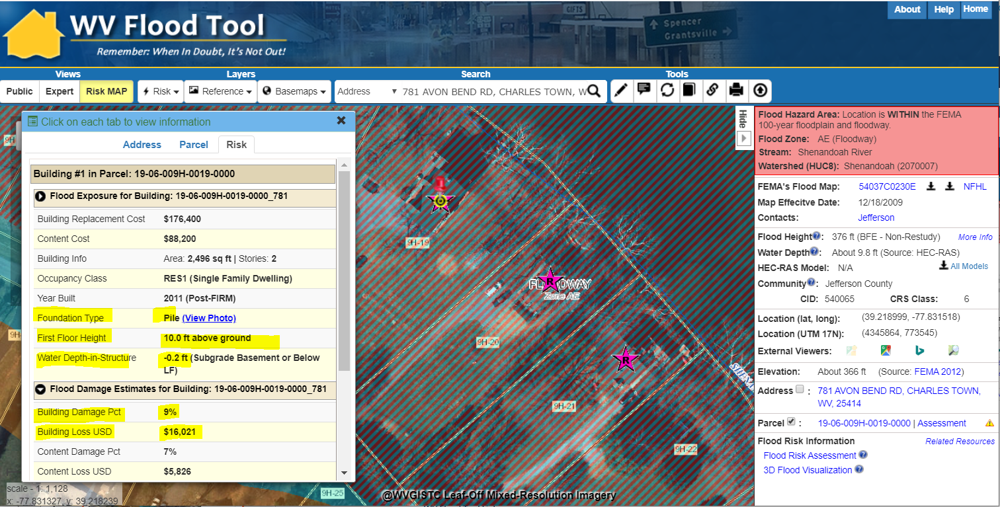 About Help Home
GIFTS
Spencer
Grantsville
WV Flood Tool
Remember: When In Doubt, It's Not Out!
Views Layers Search Tools
Public Expert Risk MAP Risk Reference Basemaps Address 781 AVON BEND RD, CHARLES TOWN, W
Click on each tab to view information
Address Parcel Risk
Building #1 in Parcel: 19-06-009H-0019-0000
Flood Exposure for Building: 19-06-009H-0019-0000_781
Building Replacement Cost $176,400
Content Cost $88,200
Building Info Area: 2,496 sq ft | Stories: 2
Occupancy Class RES1 (Single Family Dwelling)
Year Built 2011 (Post-FIRM)
Foundation Type Pile (View Photo)
First Floor Height 10.0 ft above ground
Water Depth-in-Structure -0.2 ft (Subgrade Basement or Below
LF)
Flood Damage Estimates for Building: 19-06-009H-0019-0000_781
Building Damage Pct 9%
Building Loss USD $16,021
Content Damage Pct 7%
Content Loss USD $5,826
scale - 1: 1,128
x: -77.831327, y: 39.218239
9H
9H
9H-19
R
FLOODWAY
Zone AE
9H-20
R
9H-21
9H-22
9H-25
@WVGISTC Leaf-Off Mixed-Resolution Imagery
Hide
Flood Hazard Area: Location is WITHIN the FEMA
100-year floodplain and floodway.
Flood Zone: AE (Floodway)
Stream: Shenandoah River
Watershed (HUC8): Shenandoah (2070007)
FEMA's Flood Map: 54037C0230E NFHL
Map Effecitve Date: 12/18/2009
Contacts: Jefferson
Flood Height: 376 ft (BFE - Non-Restudy) More Info
Water Depth: About 9.8 ft (Source: HEC-RAS)
HEC-RAS Model: N/A All Models
Community: Jefferson County
CID: 540065 CRS Class: 6
Location (lat, long): (39.218999, -77.831518)
Location (UTM 17N): (4345864, 773545)
External Viewers:
Elevation: About 366 ft (Source: FEMA 2012)
Address : 781 AVON BEND RD, CHARLES TOWN,
WV, 25414
Parcel : 19-06-009H-0019-0000 | Assessment
Flood Risk Information Related Resources
Flood Risk Assessment
3D Flood Visualization